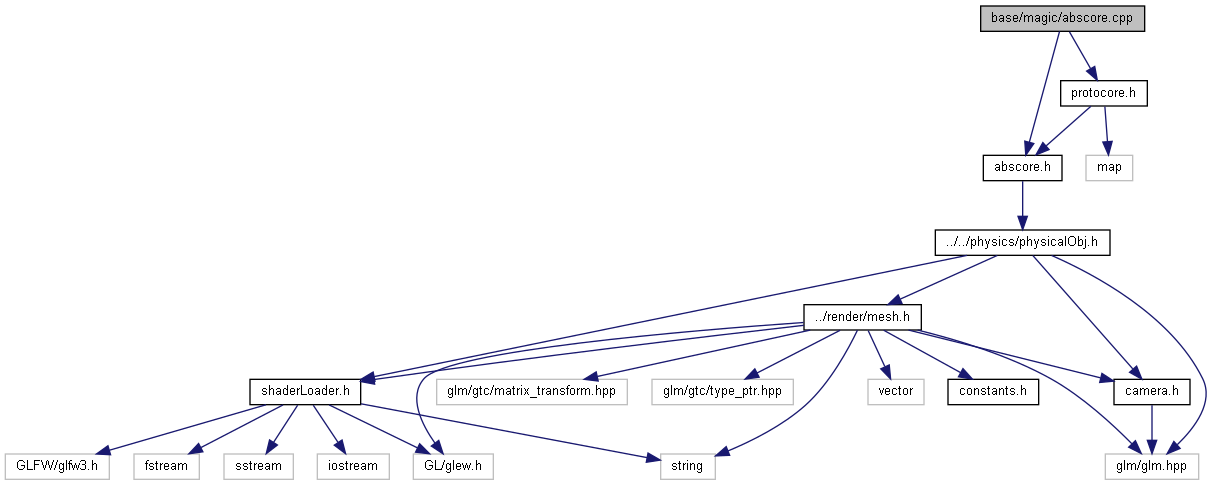 base/magic/abscore.cpp
protocore.h
abscore.h
map
../../physics/physicalObj.h
../render/mesh.h
shaderLoader.h
glm/gtc/matrix_transform.hpp
glm/gtc/type_ptr.hpp
vector
constants.h
camera.h
GLFW/glfw3.h
fstream
sstream
iostream
GL/glew.h
string
glm/glm.hpp